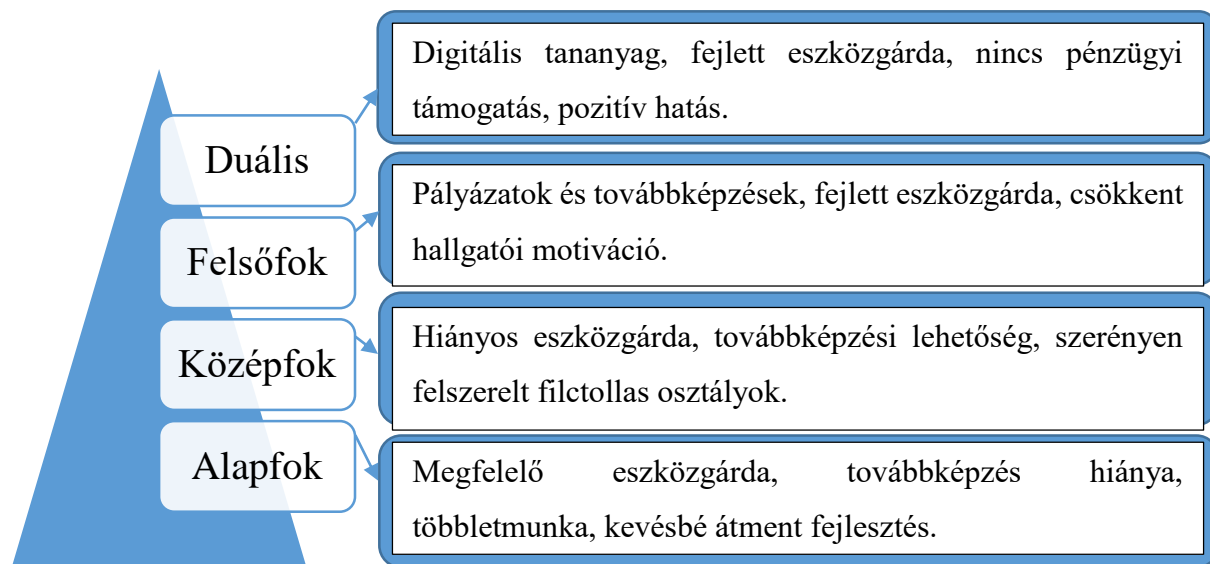 Duális
Digitális tananyag, fejlett eszközgárda, nincs pénzügyi
támogatás, pozitív hatás.
Felsőfok
Pályázatok és továbbképzések, fejlett eszközgárda, csökkent
hallgatói motiváció.
Középfok
Hiányos eszközgárda, továbbképzési lehetőség, szerényen
felszerelt filctollas osztályok.
Alapfok
Megfelelő eszközgárda, továbbképzés hiánya,
többletmunka, kevésbé átment fejlesztés.